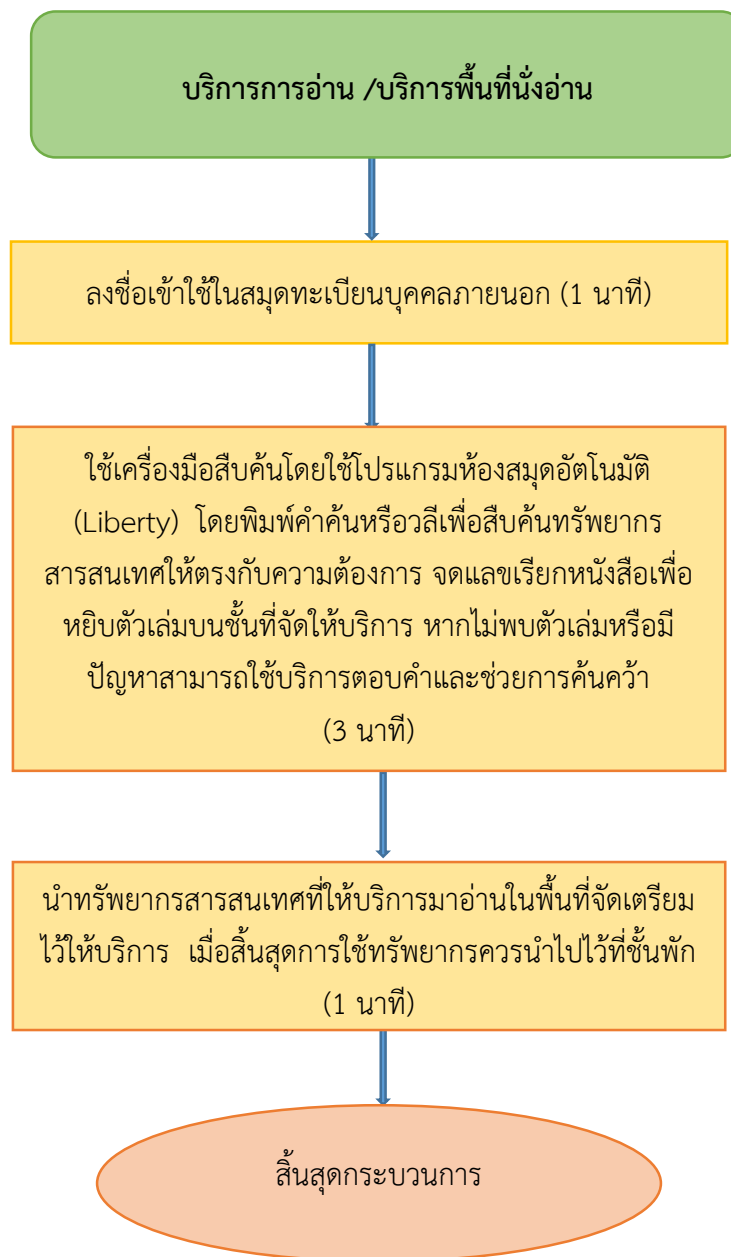 บริการการอ่าน /บริการพื้นที่นั่งอ่าน
ลงชื่อเข้าใช้ในสมุดทะเบียนบุคคลภายนอก (1 นาที)
ใช้เครื่องมือสืบค้นโดยใช้โปรแกรมห้องสมุดอัตโนมัติ
(Liberty) โดยพิมพ์คำค้นหรือวลีเพื่อสืบค้นทรัพยากร
สารสนเทศให้ตรงกับความต้องการ จดแลขเรียกหนังสือเพื่อ
หยิบตัวเล่มบนชั้นที่จัดให้บริการ หากไม่พบตัวเล่มหรือมี
ปัญหาสามารถใช้บริการตอบคำและช่วยการค้นคว้า
(3 นาที)
นำทรัพยากรสารสนเทศที่ให้บริการมาอ่านในพื้นที่จัดเตรียม
ไว้ให้บริการ เมื่อสิ้นสุดการใช้ทรัพยากรควรนำไปไว้ที่ชั้นพัก
(1 นาที)
สิ้นสุดกระบวนการ